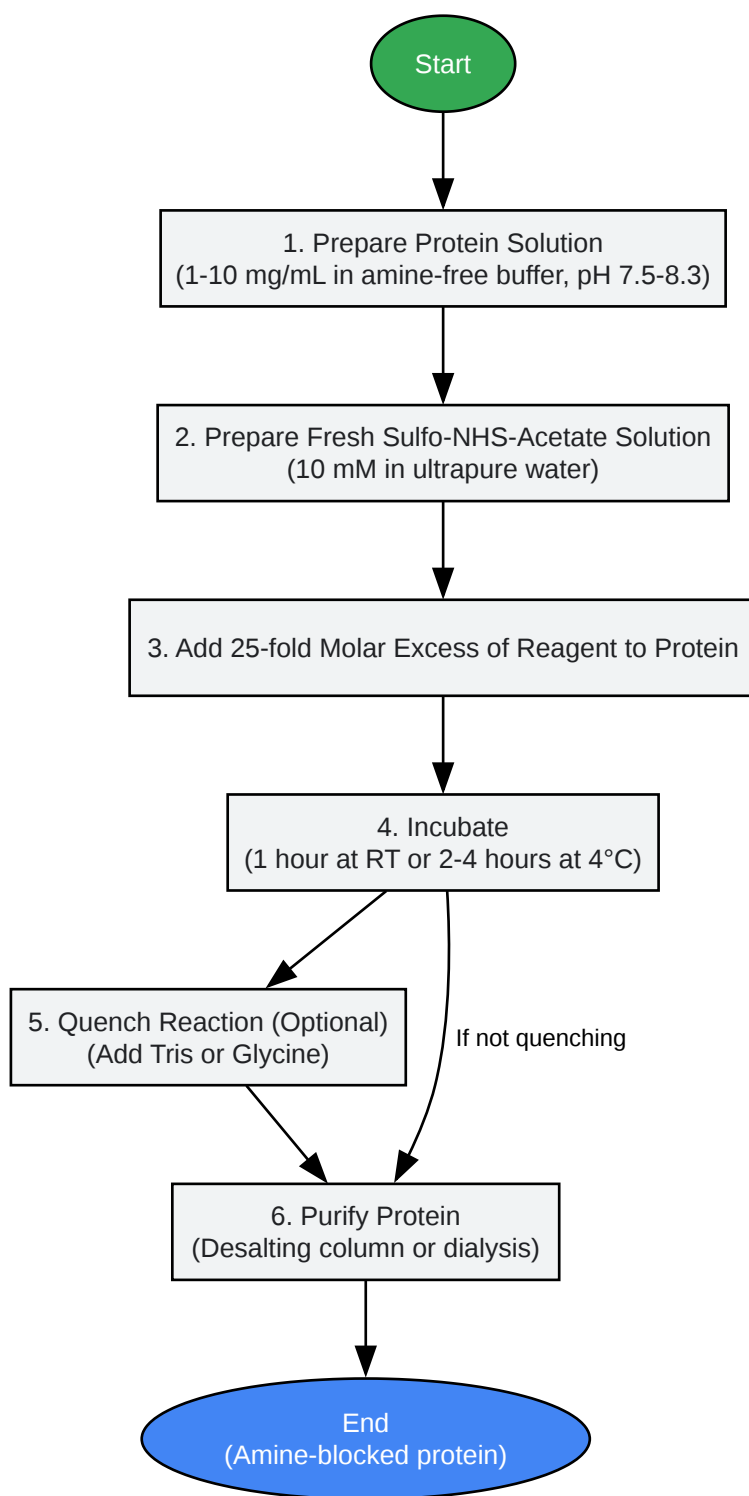 Start
1. Prepare Protein Solution
(1-10 mg/mL in amine-free buffer, pH 7.5-8.3)
2. Prepare Fresh Sulfo-NHS-Acetate Solution
(10 mM in ultrapure water)
3. Add 25-fold Molar Excess of Reagent to Protein
4. Incubate
(1 hour at RT or 2-4 hours at 4°C)
5. Quench Reaction (Optional)
(Add Tris or Glycine)
If not quenching
6. Purify Protein
(Desalting column or dialysis)
End
(Amine-blocked protein)